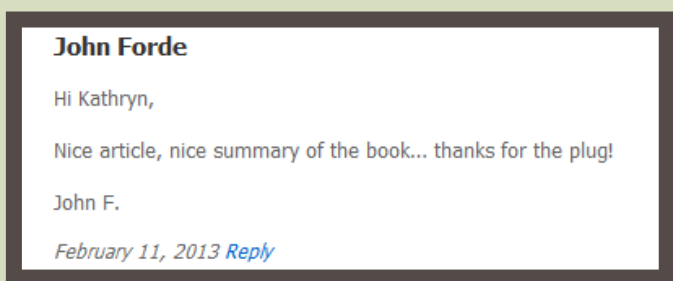 John Forde
Hi Kathryn,
Nice article, nice summary of the book... thanks for the plug!
John F.
February 11, 2013 Reply